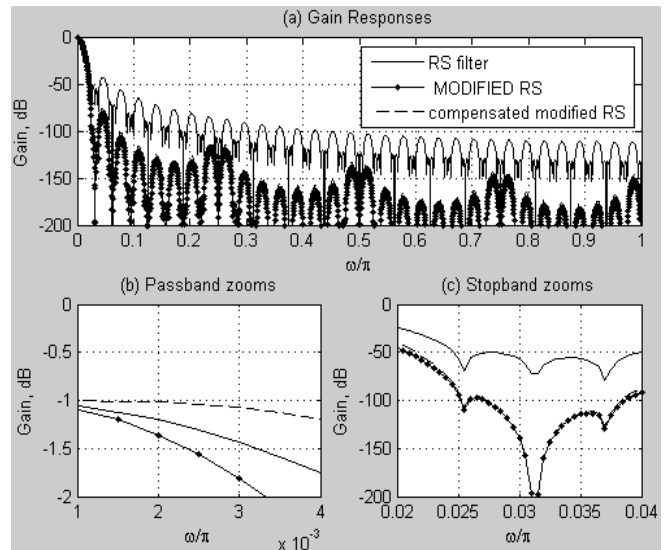 (a) Gain Responses
Gain, dB
0
-50
-100
-150
-200
RS filter
MODIFIED RS
compensated modified RS
0 0.1 0.2 0.3 0.4 0.5 0.6 0.7 0.8 0.9 1
ω/π
(b) Passband zooms
Gain, dB
0
-0.5
-1
-1.5
-2
1 2 3 4
x 10⁻³
ω/π
(c) Stopband zooms
Gain, dB
0
-50
-100
-150
-200
0.02 0.025 0.03 0.035 0.04
ω/π